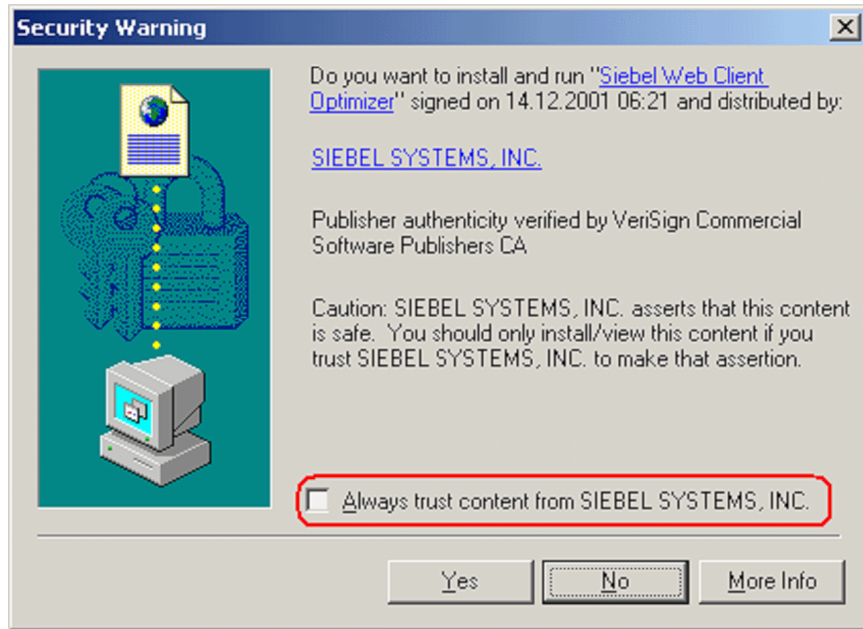 Security Warning
Do you want to install and run "Siebel Web Client
Optimizer" signed on 14.12.2001 06:21 and distributed by:
SIEBEL SYSTEMS, INC.
Publisher authenticity verified by VeriSign Commercial
Software Publishers CA
Caution: SIEBEL SYSTEMS, INC. asserts that this content
is safe. You should only install/view this content if you
trust SIEBEL SYSTEMS, INC. to make that assertion.
Always trust content from SIEBEL SYSTEMS, INC.
Yes No More Info